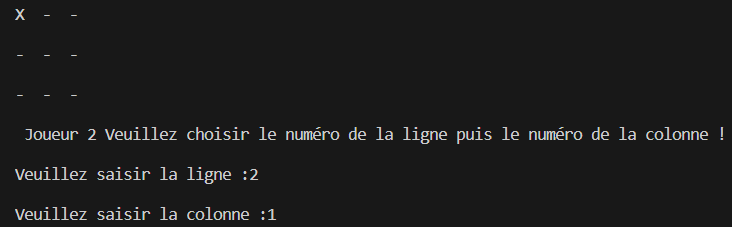 X - -
- - -
- - -
Joueur 2 Veuillez choisir le numéro de la ligne puis le numéro de la colonne !
Veuillez saisir la ligne :2
Veuillez saisir la colonne :1